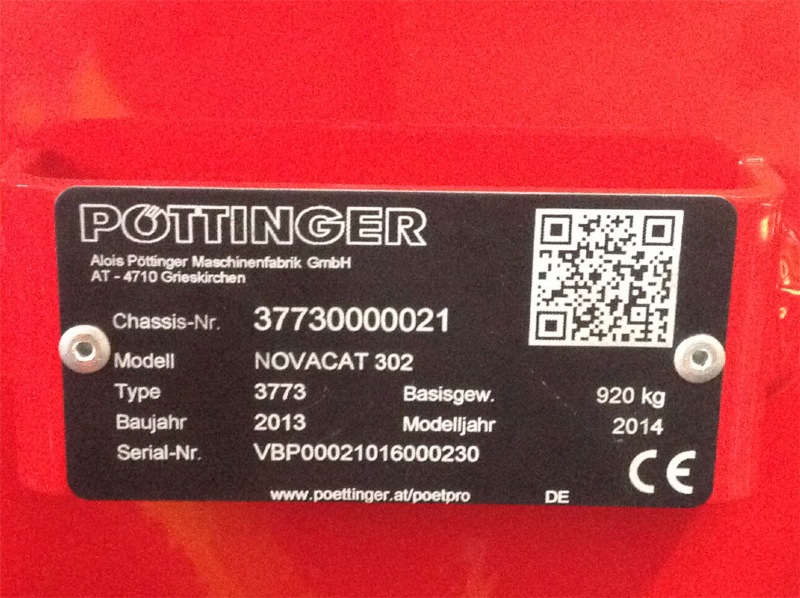 PÖTTINGER
Alois Pöttinger Maschinenfabrik GmbH
AT - 4710 Grieskirchen
Chassis-Nr. 37730000021
Modell NOVACAT 302
Type 3773 Basisgew. 920 kg
Baujahr 2013 Modelljahr 2014
Serial-Nr. VBP00021016000230
CE
www.poettinger.at/poetpro DE